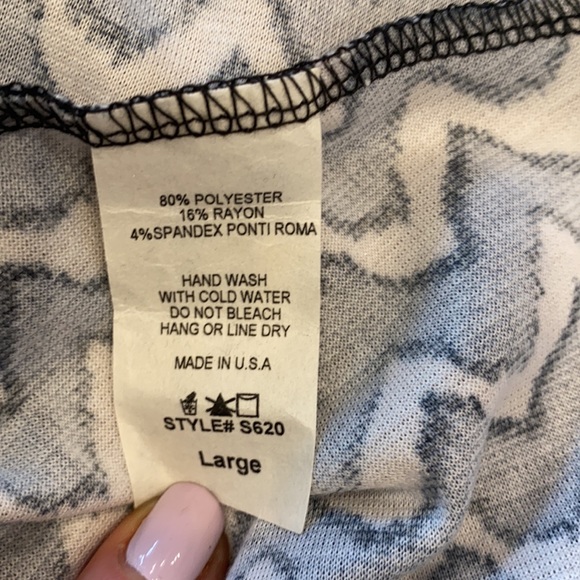 80% POLYESTER
16% RAYON
4%SPANDEX PONTI ROMA
HAND WASH
WITH COLD WATER
DO NOT BLEACH
HANG OR LINE DRY
MADE IN U.S.A
STYLE# S620
Large